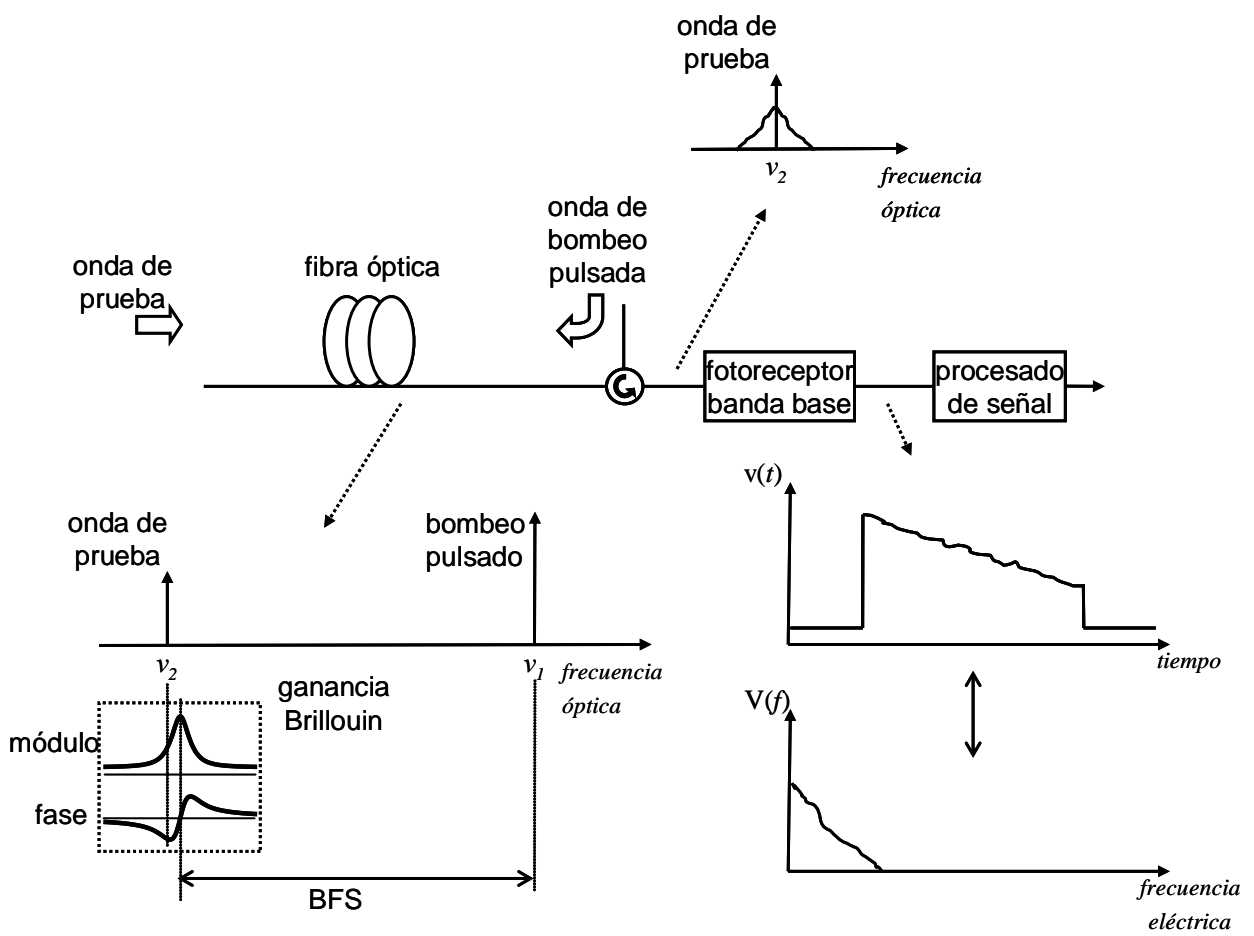 onda de
prueba
v2
frecuencia
óptica
onda de
bombeo
pulsada
onda de
prueba
fibra óptica
fotoreceptor
banda base
procesado
de señal
onda de
prueba
bombeo
pulsado
v2
v1
frecuencia
óptica
ganancia
Brillouin
módulo
fase
BFS
v(t)
tiempo
V(f)
frecuencia
eléctrica